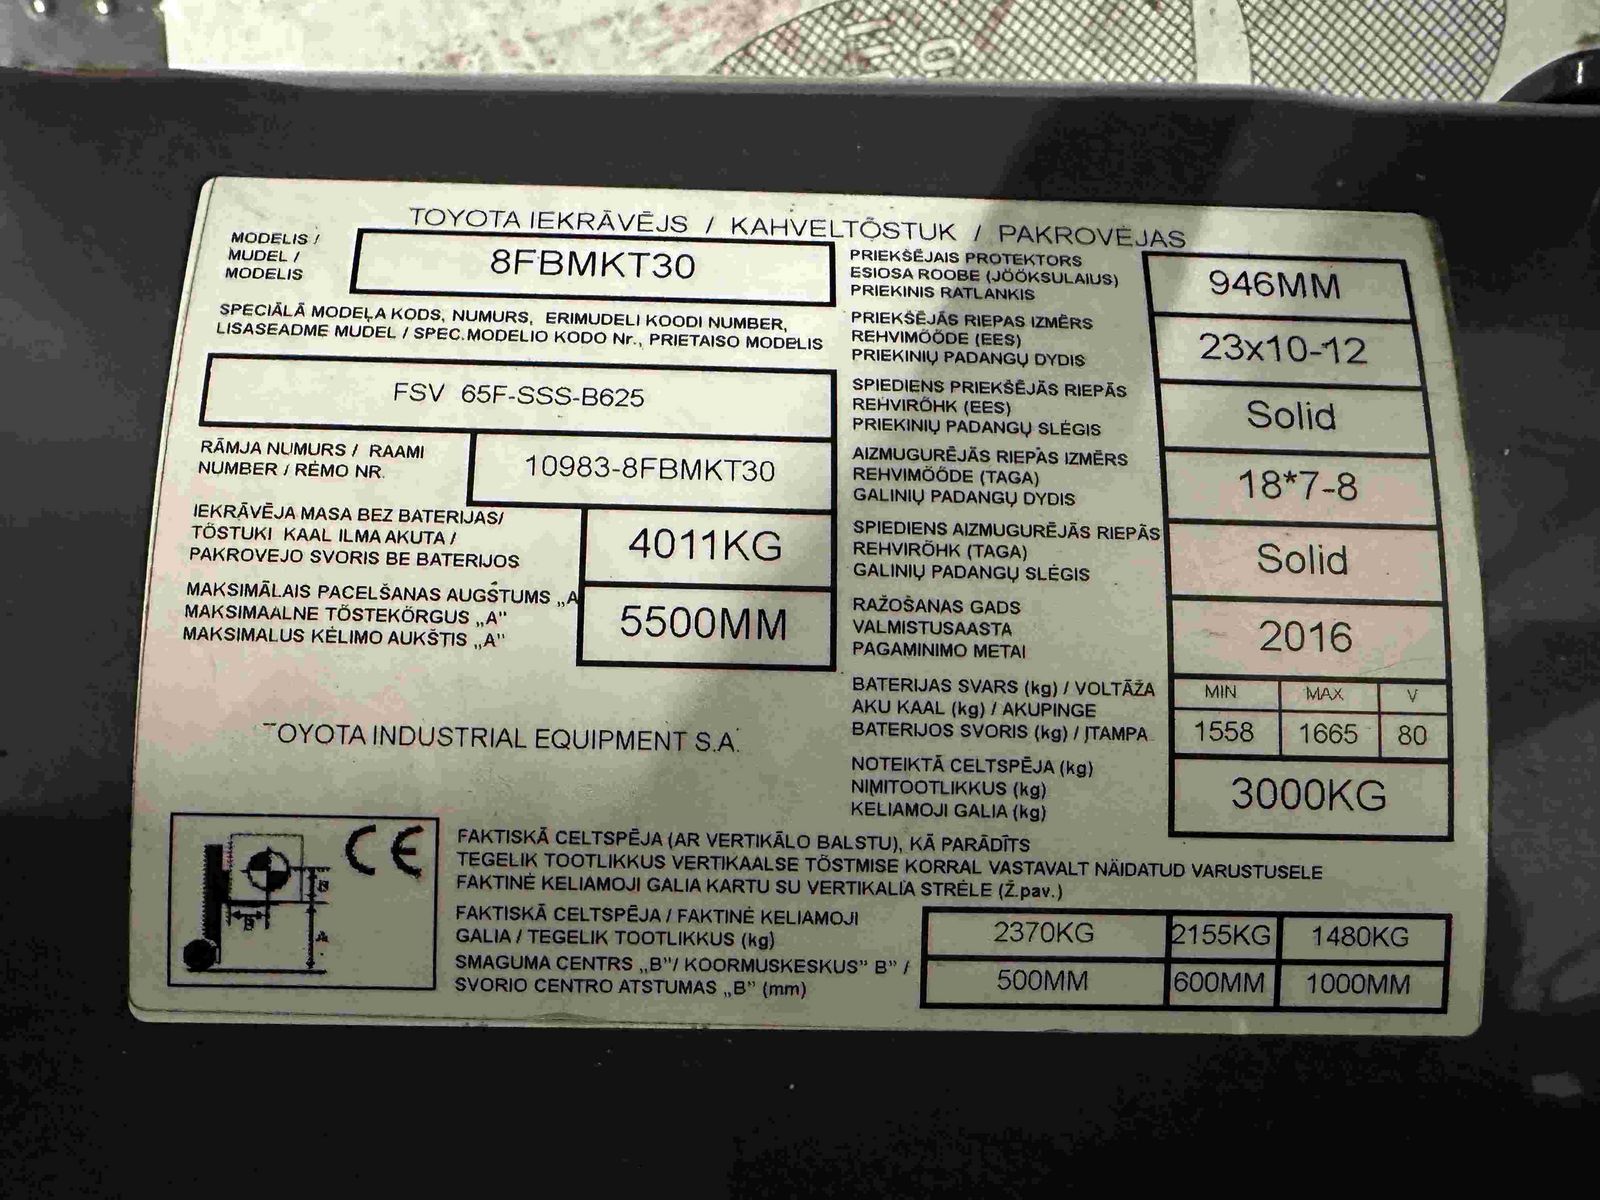 TOYOTA IEKRĀVĒJS / KAHVELTÕSTUK / PAKROVĖJAS
MODELIS /
MUDEL /
MODELIS
8FBMKT30
SPECIĀLĀ MODEĻA KODS, NUMURS, ERIMUDELI KOODI NUMBER,
LISASEADME MUDEL / SPEC.MODELIO KODO Nr., PRIETAISO MODELIS
FSV 65F-SSS-B625
RĀMJA NUMURS / RAAMI
NUMBER / RĖMO NR.
10983-8FBMKT30
IEKRĀVĒJA MASA BEZ BATERIJAS/
TÕSTUKI KAAL ILMA AKUTA /
PAKROVEJO SVORIS BE BATERIJOS
4011KG
MAKSIMĀLAIS PACELŠANAS AUGSTUMS „A
MAKSIMAALNE TÕSTEKÕRGUS „A"
MAKSIMALUS KĖLIMO AUKŠTIS „A"
5500MM
TOYOTA INDUSTRIAL EQUIPMENT S.A.
PRIEKŠĒJAIS PROTEKTORS
ESIOSA ROOBE (JÖÖKSULAIUS)
PRIEKINIS RATLANKIS
946MM
PRIEKŠĒJĀS RIEPAS IZMĒRS
REHVIMÕÕDE (EES)
PRIEKINIŲ PADANGŲ DYDIS
23x10-12
SPIEDIENS PRIEKŠĒJĀS RIEPĀS
REHVIRÕHK (EES)
PRIEKINIŲ PADANGŲ SLĖGIS
Solid
AIZMUGURĒJĀS RIEPAS IZMĒRS
REHVIMÕÕDE (TAGA)
GALINIŲ PADANGŲ DYDIS
18*7-8
SPIEDIENS AIZMUGURĒJĀS RIEPĀS
REHVIRÕHK (TAGA)
GALINIŲ PADANGŲ SLĖGIS
Solid
RAŽOŠANAS GADS
VALMISTUSAASTA
PAGAMINIMO METAI
2016
BATERIJAS SVARS (kg) / VOLTĀŽA
AKU KAAL (kg) / AKUPINGE
BATERIJOS SVORIS (kg) / ĮTAMPA
MIN MAX V
1558 1665 80
NOTEIKTĀ CELTSPĒJA (kg)
NIMITOOTLIKKUS (kg)
KELIAMOJI GALIA (kg)
3000KG
CE
B
B
A
FAKTISKĀ CELTSPĒJA (AR VERTIKĀLO BALSTU), KĀ PARĀDĪTS
TEGELIK TOOTLIKKUS VERTIKAALSE TÕSTMISE KORRAL VASTAVALT NÄIDATUD VARUSTUSELE
FAKTINĖ KELIAMOJI GALIA KARTU SU VERTIKALIA STRĖLE (Ž.pav.)
FAKTISKĀ CELTSPĒJA / FAKTINĖ KELIAMOJI
GALIA / TEGELIK TOOTLIKKUS (kg)
2370KG 2155KG 1480KG
SMAGUMA CENTRS „B"/ KOORMUSKESKUS" B" /
SVORIO CENTRO ATSTUMAS „B" (mm)
500MM 600MM 1000MM